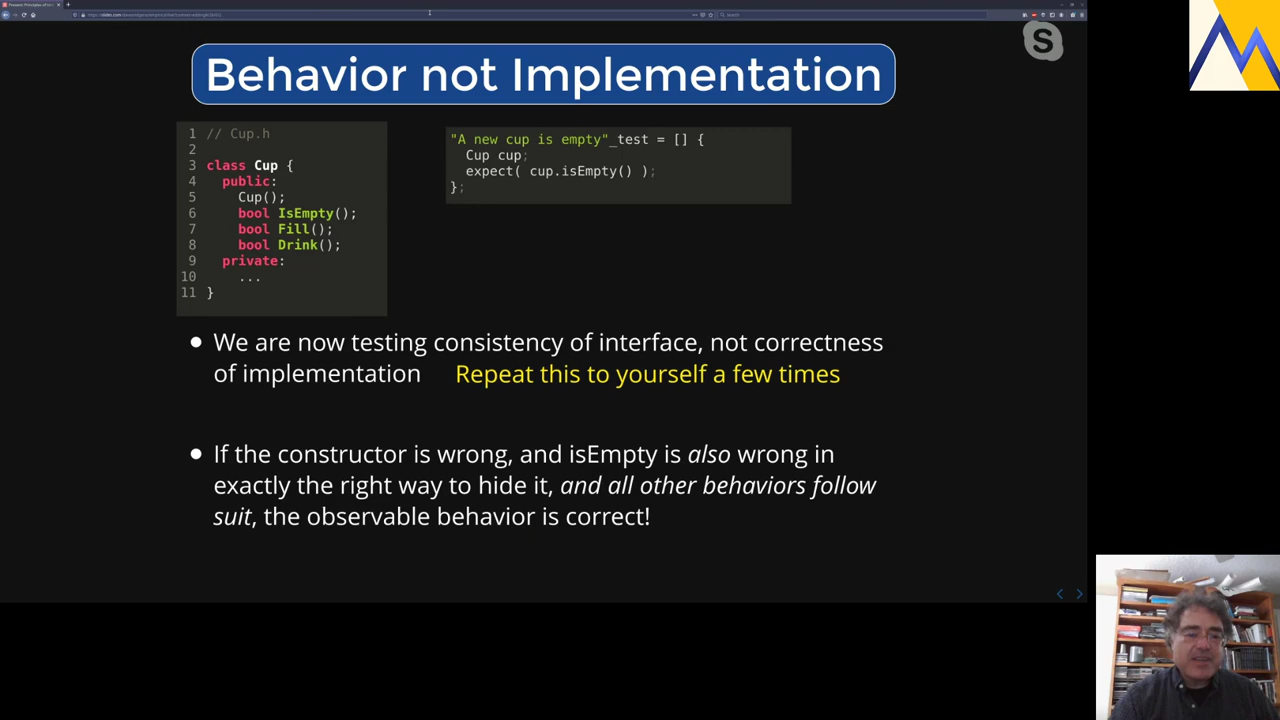 Behavior not Implementation
1 // Cup.h
2
3 class Cup {
4 public:
5 Cup();
6 bool IsEmpty();
7 bool Fill();
8 bool Drink();
9 private:
10 ...
11 }
"A new cup is empty"_test = [] {
Cup cup;
expect( cup.isEmpty() );
};
We are now testing consistency of interface, not correctness
of implementation Repeat this to yourself a few times
If the constructor is wrong, and isEmpty is also wrong in
exactly the right way to hide it, and all other behaviors follow
suit, the observable behavior is correct!
S